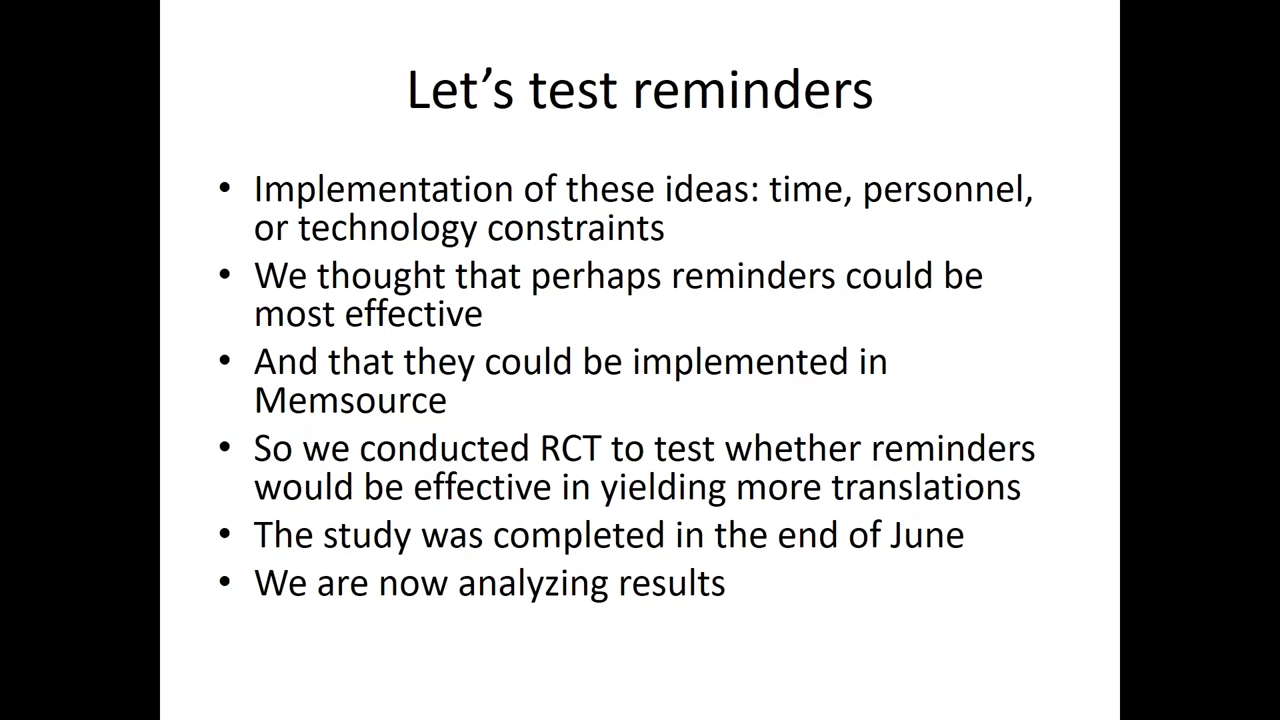 Let's test reminders
• Implementation of these ideas: time, personnel,
or technology constraints
• We thought that perhaps reminders could be
most effective
• And that they could be implemented in
Memsource
• So we conducted RCT to test whether reminders
would be effective in yielding more translations
• The study was completed in the end of June
• We are now analyzing results